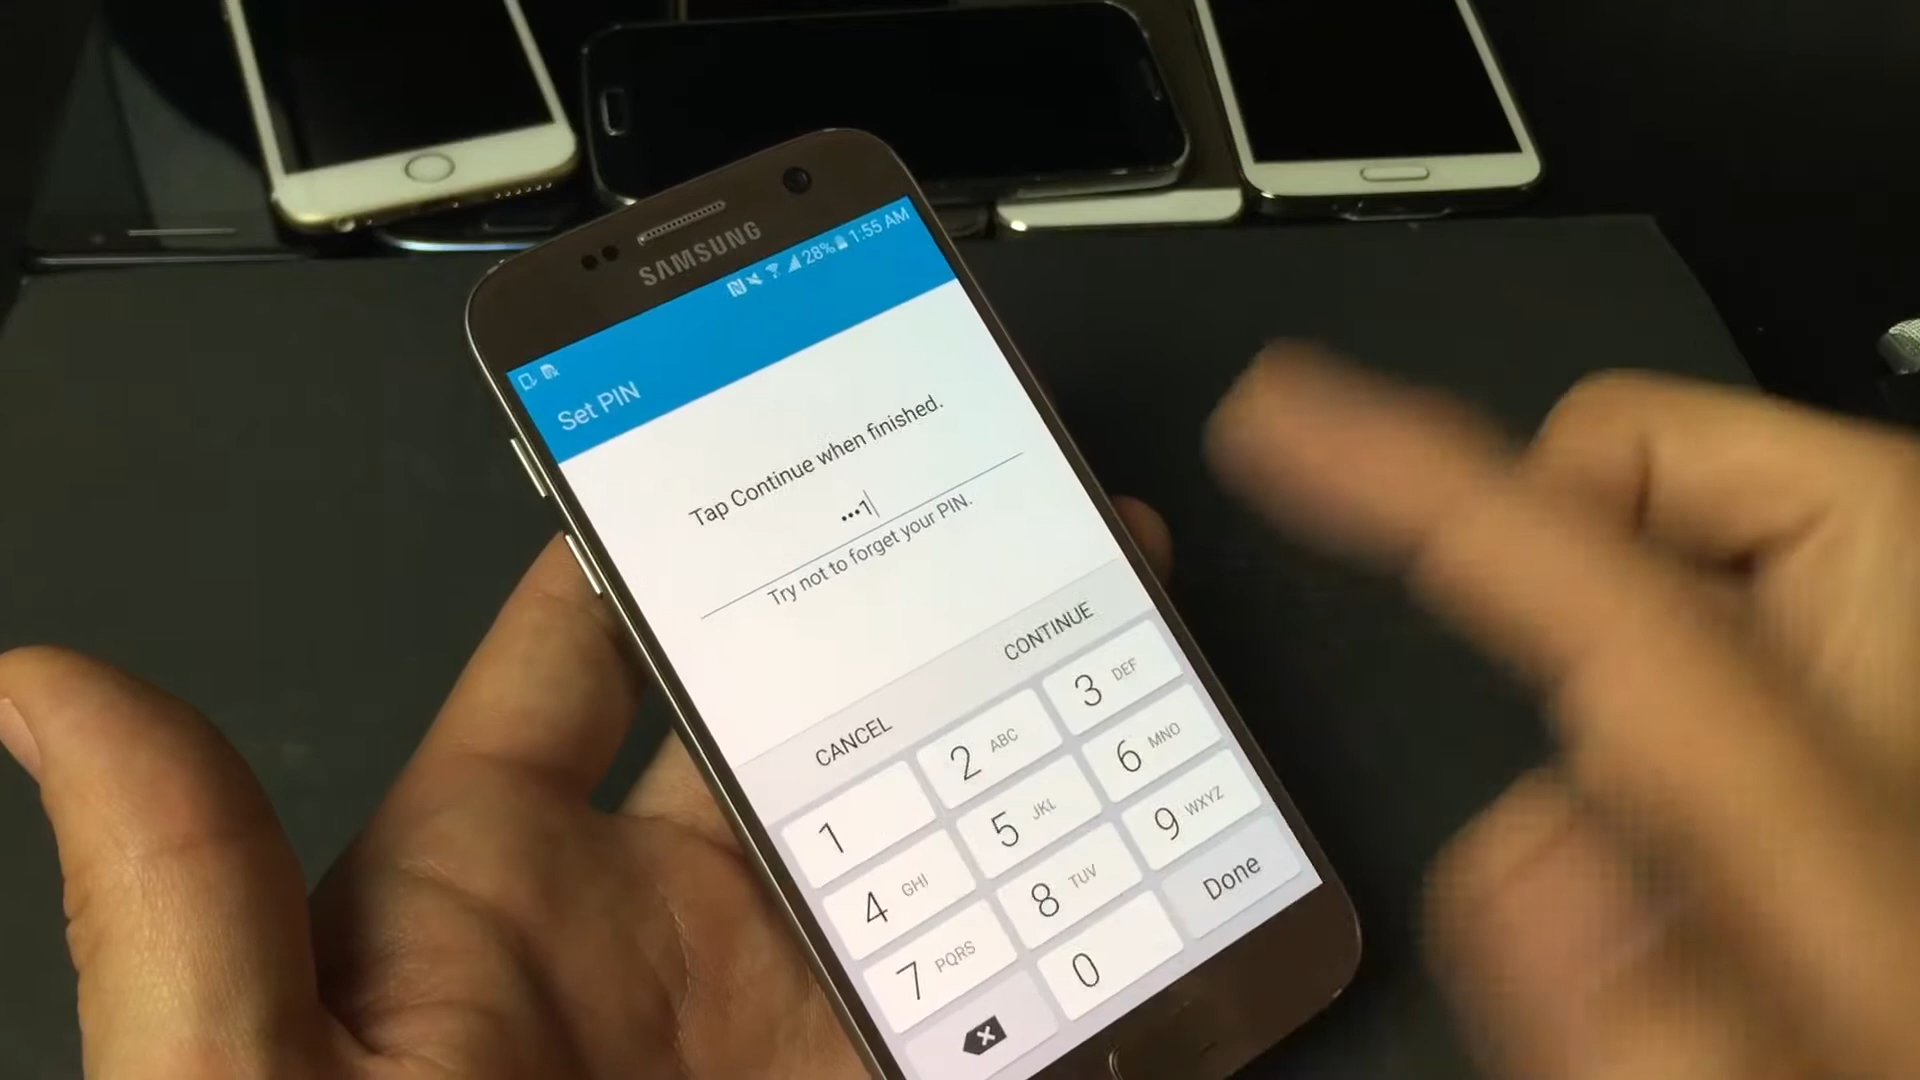 SAMSUNG
28% 1:55 AM
Set PIN
Tap Continue when finished.
•••1
Try not to forget your PIN.
CANCEL CONTINUE
1 2 ABC 3 DEF
4 GHI 5 JKL 6 MNO
7 PQRS 8 TUV 9 WXYZ
0 Done